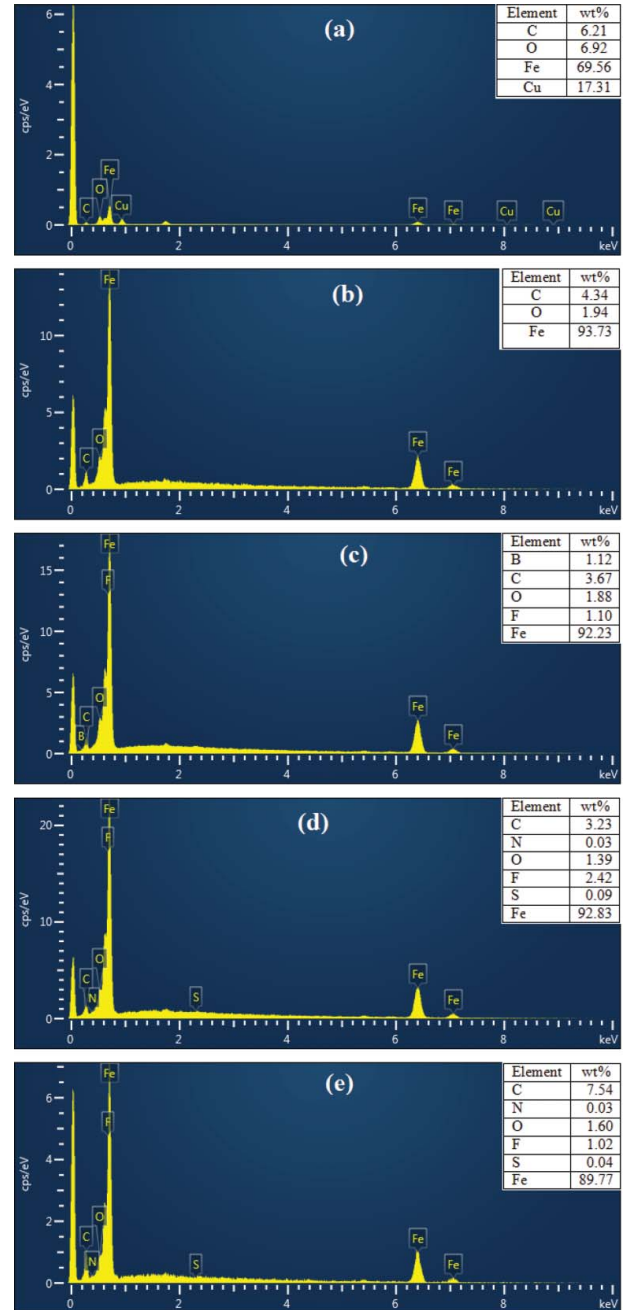 (a)
Element wt%
C 6.21
O 6.92
Fe 69.56
Cu 17.31
6
4
2
0
cps/eV
C O Fe Cu Fe Fe Cu Cu
0 2 4 6 8 keV
(b)
Element wt%
C 4.34
O 1.94
Fe 93.73
10
5
0
cps/eV
C O Fe Fe Fe
0 2 4 6 8 keV
(c)
Element wt%
B 1.12
C 3.67
O 1.88
F 1.10
Fe 92.23
15
10
5
0
cps/eV
B C O F Fe Fe Fe
0 2 4 6 8 keV
(d)
Element wt%
C 3.23
N 0.03
O 1.39
F 2.42
S 0.09
Fe 92.83
20
10
0
cps/eV
C N O F Fe S Fe Fe
0 2 4 6 8 keV
(e)
Element wt%
C 7.54
N 0.03
O 1.60
F 1.02
S 0.04
Fe 89.77
6
4
2
0
cps/eV
C N O F Fe S Fe Fe
0 2 4 6 8 keV